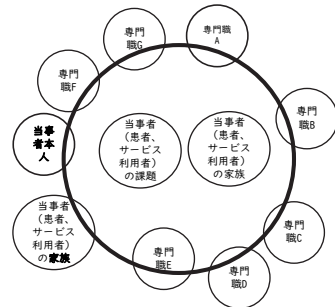 専門職G
専門職
A
専門
職F
専門
職B
当事
者本
人
当事者
(患者、
サービス
利用者)
の課題
当事者
(患者、
サービス
利用者)
の家族
当事者
(患者、
サービス
利用者)
の家族
専門
職C
専門
職E
専門
職D